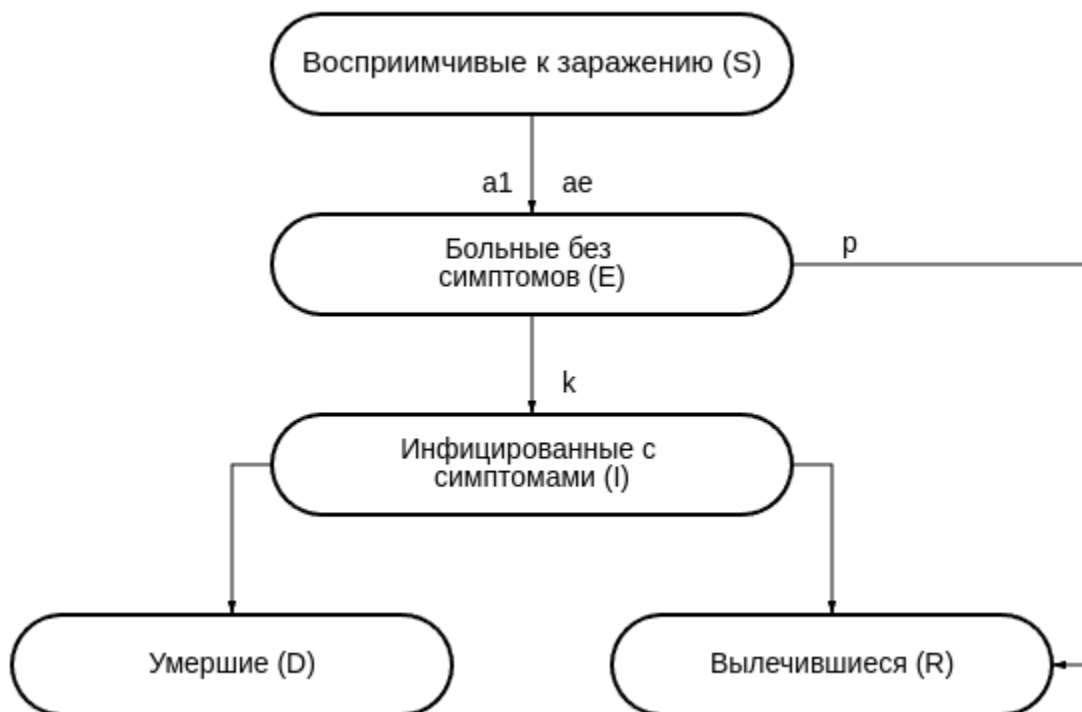 Восприимчивые к заражению (S)
a1 ae
Больные без
симптомов (E)
p
k
Инфицированные с
симптомами (I)
Умершие (D)
Вылечившиеся (R)